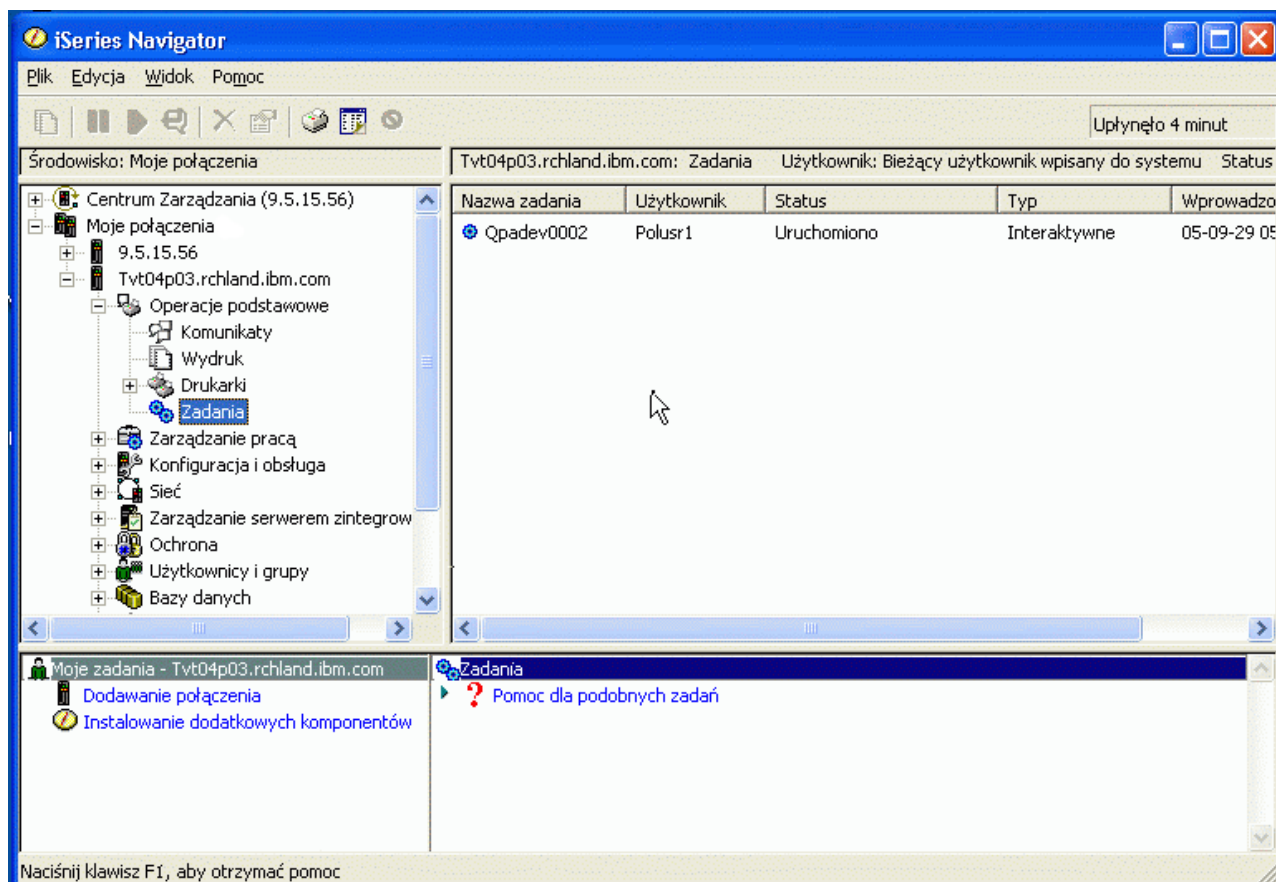 iSeries Navigator
Plik Edycja Widok Pomoc
Upłynęło 4 minut
Środowisko: Moje połączenia
Tvt04p03.rchland.ibm.com: Zadania Użytkownik: Bieżący użytkownik wpisany do systemu Status
Centrum Zarządzania (9.5.15.56)
Moje połączenia
9.5.15.56
Tvt04p03.rchland.ibm.com
Operacje podstawowe
Komunikaty
Wydruk
Drukarki
Zadania
Zarządzanie pracą
Konfiguracja i obsługa
Sieć
Zarządzanie serwerem zintegrow
Ochrona
Użytkownicy i grupy
Bazy danych
Nazwa zadania Użytkownik Status Typ Wprowadzo
Qpadev0002 Polusr1 Uruchomiono Interaktywne 05-09-29 05
Moje zadania - Tvt04p03.rchland.ibm.com
Dodawanie połączenia
Instalowanie dodatkowych komponentów
Zadania
Pomoc dla podobnych zadań
Naciśnij klawisz F1, aby otrzymać pomoc